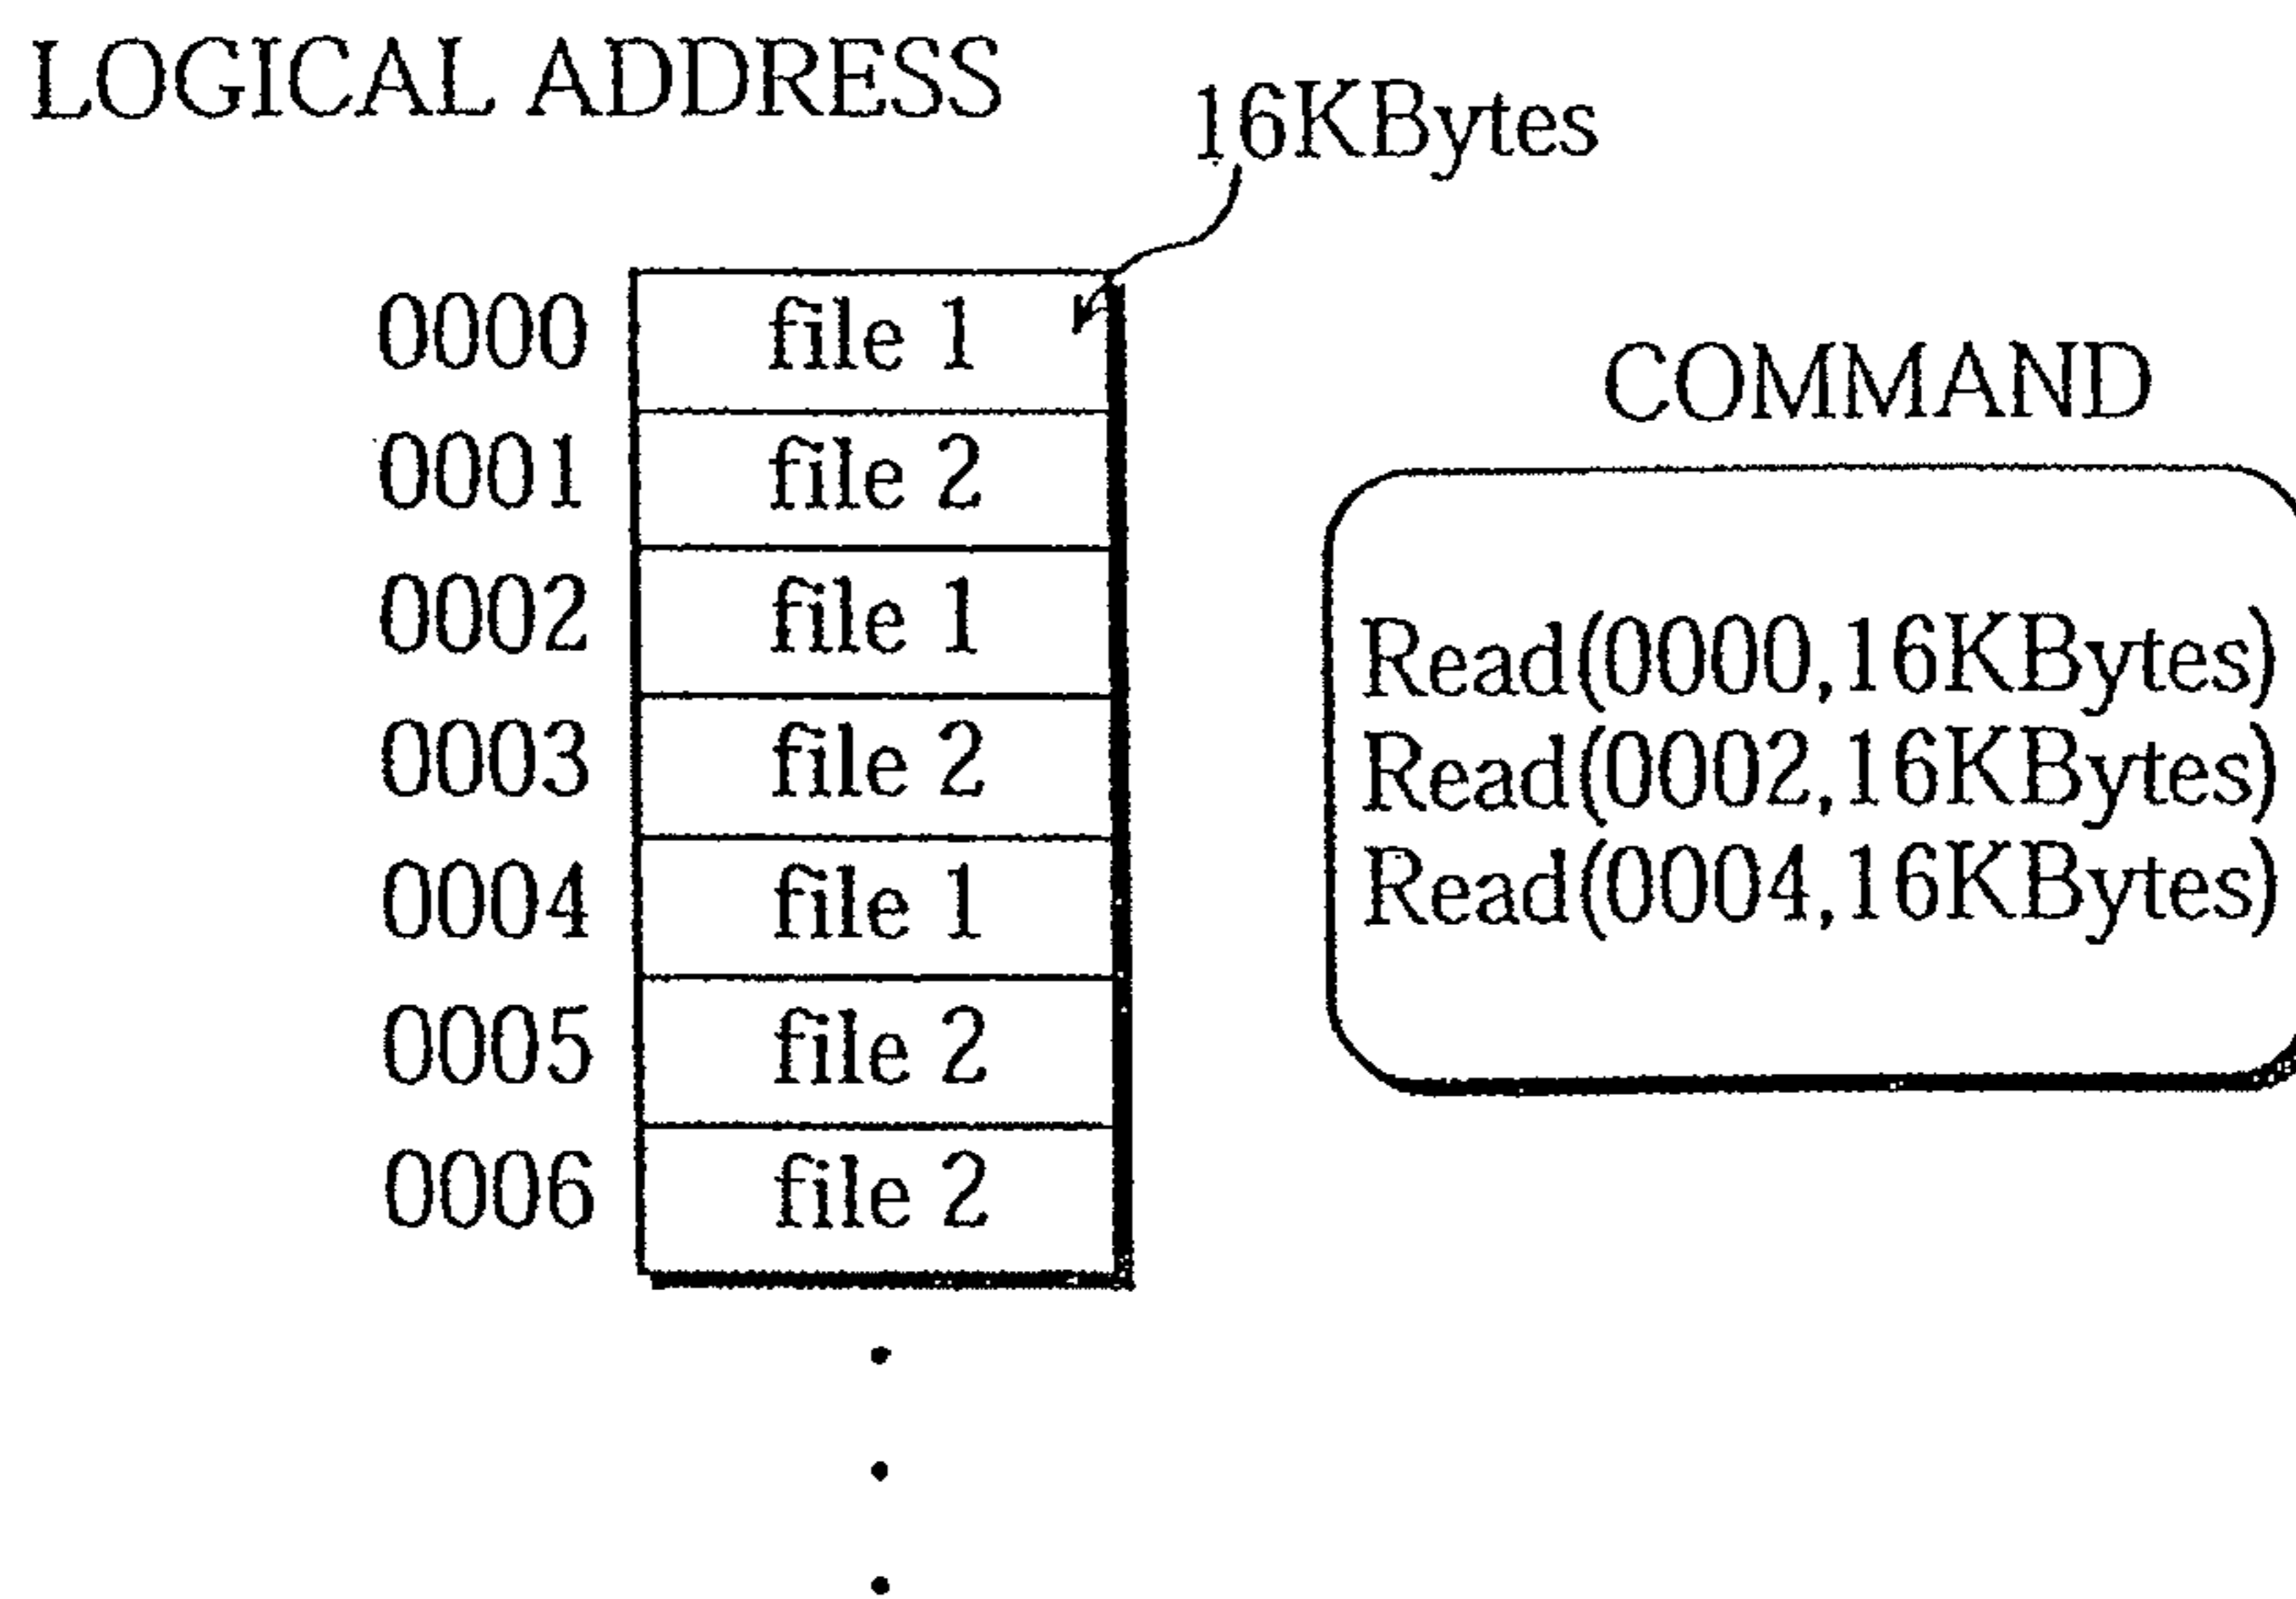 LOGICAL ADDRESS
16KBytes
0000 file 1
0001 file 2
0002 file 1
0003 file 2
0004 file 1
0005 file 2
0006 file 2
COMMAND
Read(0000,16KBytes)
Read(0002,16KBytes)
Read(0004,16KBytes)